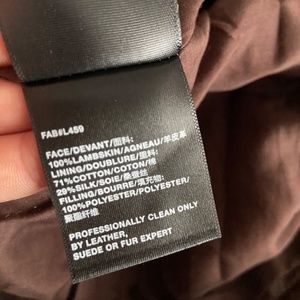 FAB#L459
FACE/DEVANT/面料:
100%LAMBSKIN/AGNEAU/羊皮革
LINING/DOUBLURE/里料:
71%COTTON/COTON/棉
29%SILK/SOIE/桑蚕丝
FILLING/BOURRE/填充物:
100%POLYESTER/POLYESTER/
聚酯纤维
PROFESSIONALLY CLEAN ONLY
BY LEATHER,
SUEDE OR FUR EXPERT